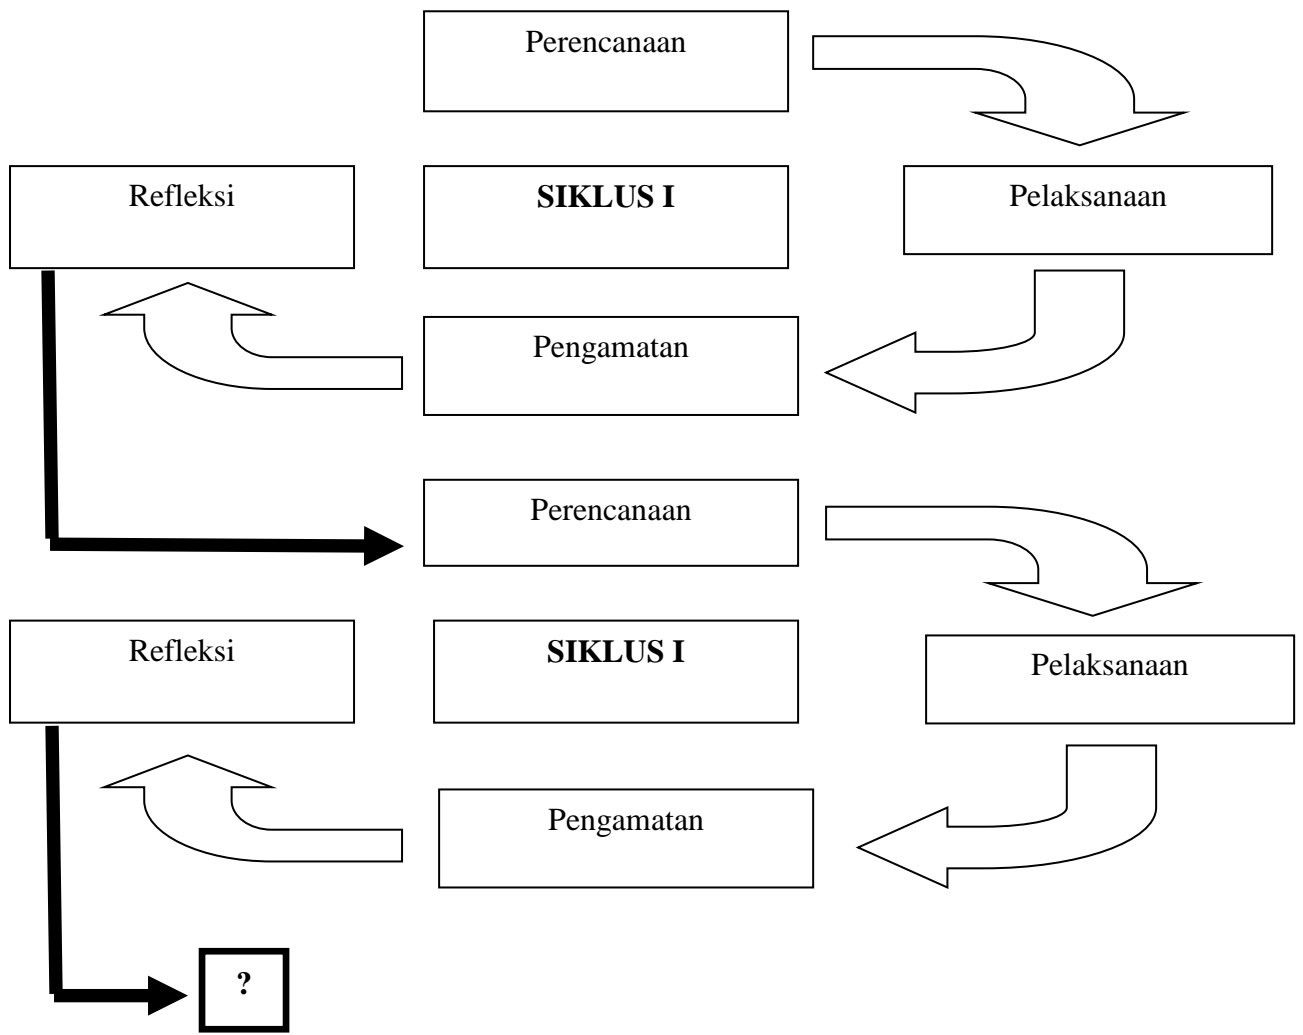 Perencanaan
Refleksi
SIKLUS I
Pelaksanaan
Pengamatan
Perencanaan
Refleksi
SIKLUS I
Pelaksanaan
Pengamatan
?